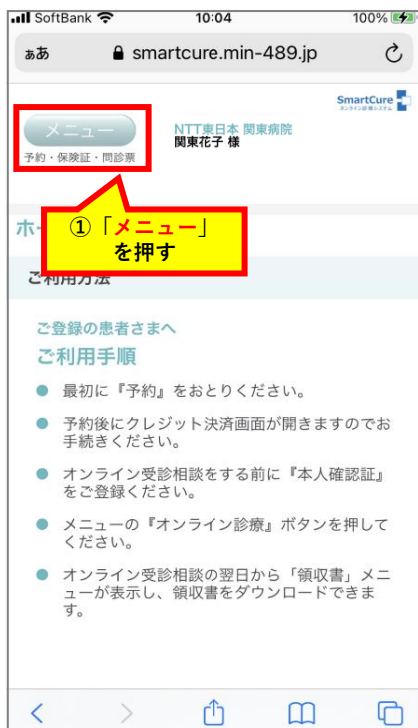 SoftBank 10:04 100%
ぁあ smartcure.min-489.jp
SmartCure
オンライン診療システム
メニュー
予約・保険証・問診票
NTT東日本 関東病院
関東花子 様
①「メニュー」
を押す
ホー
ご利用方法
ご登録の患者さまへ
ご利用手順
● 最初に『予約』をおとりください。
● 予約後にクレジット決済画面が開きますのでお
手続きください。
● オンライン受診相談をする前に『本人確認証』
をご登録ください。
● メニューの『オンライン診療』ボタンを押して
ください。
● オンライン受診相談の翌日から「領収書」メニ
ューが表示し、領収書をダウンロードできま
す。